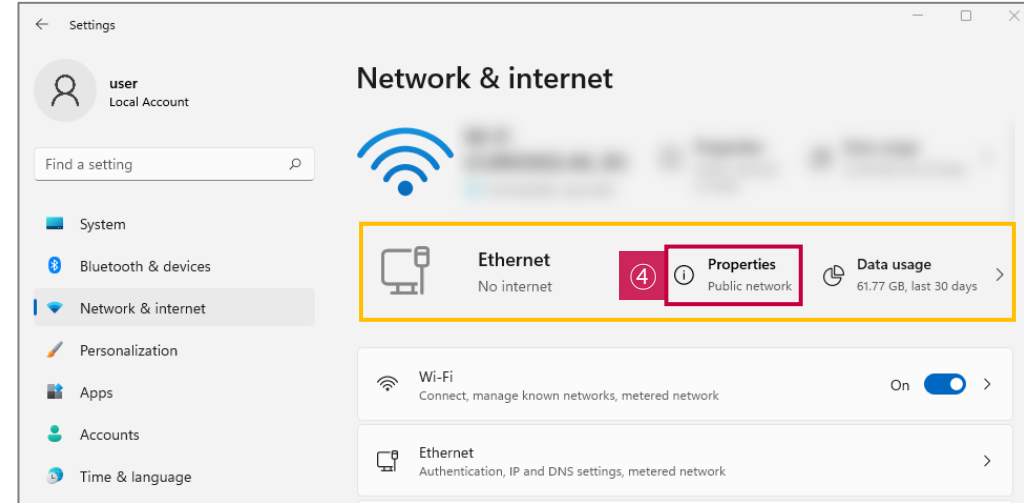 Settings
user
Local Account
Find a setting
System
Bluetooth & devices
Network & internet
Personalization
Apps
Accounts
Time & language
Network & internet
Ethernet
No internet
④
Properties
Public network
Data usage
61.77 GB, last 30 days
Wi-Fi
Connect, manage known networks, metered network
On
Ethernet
Authentication, IP and DNS settings, metered network